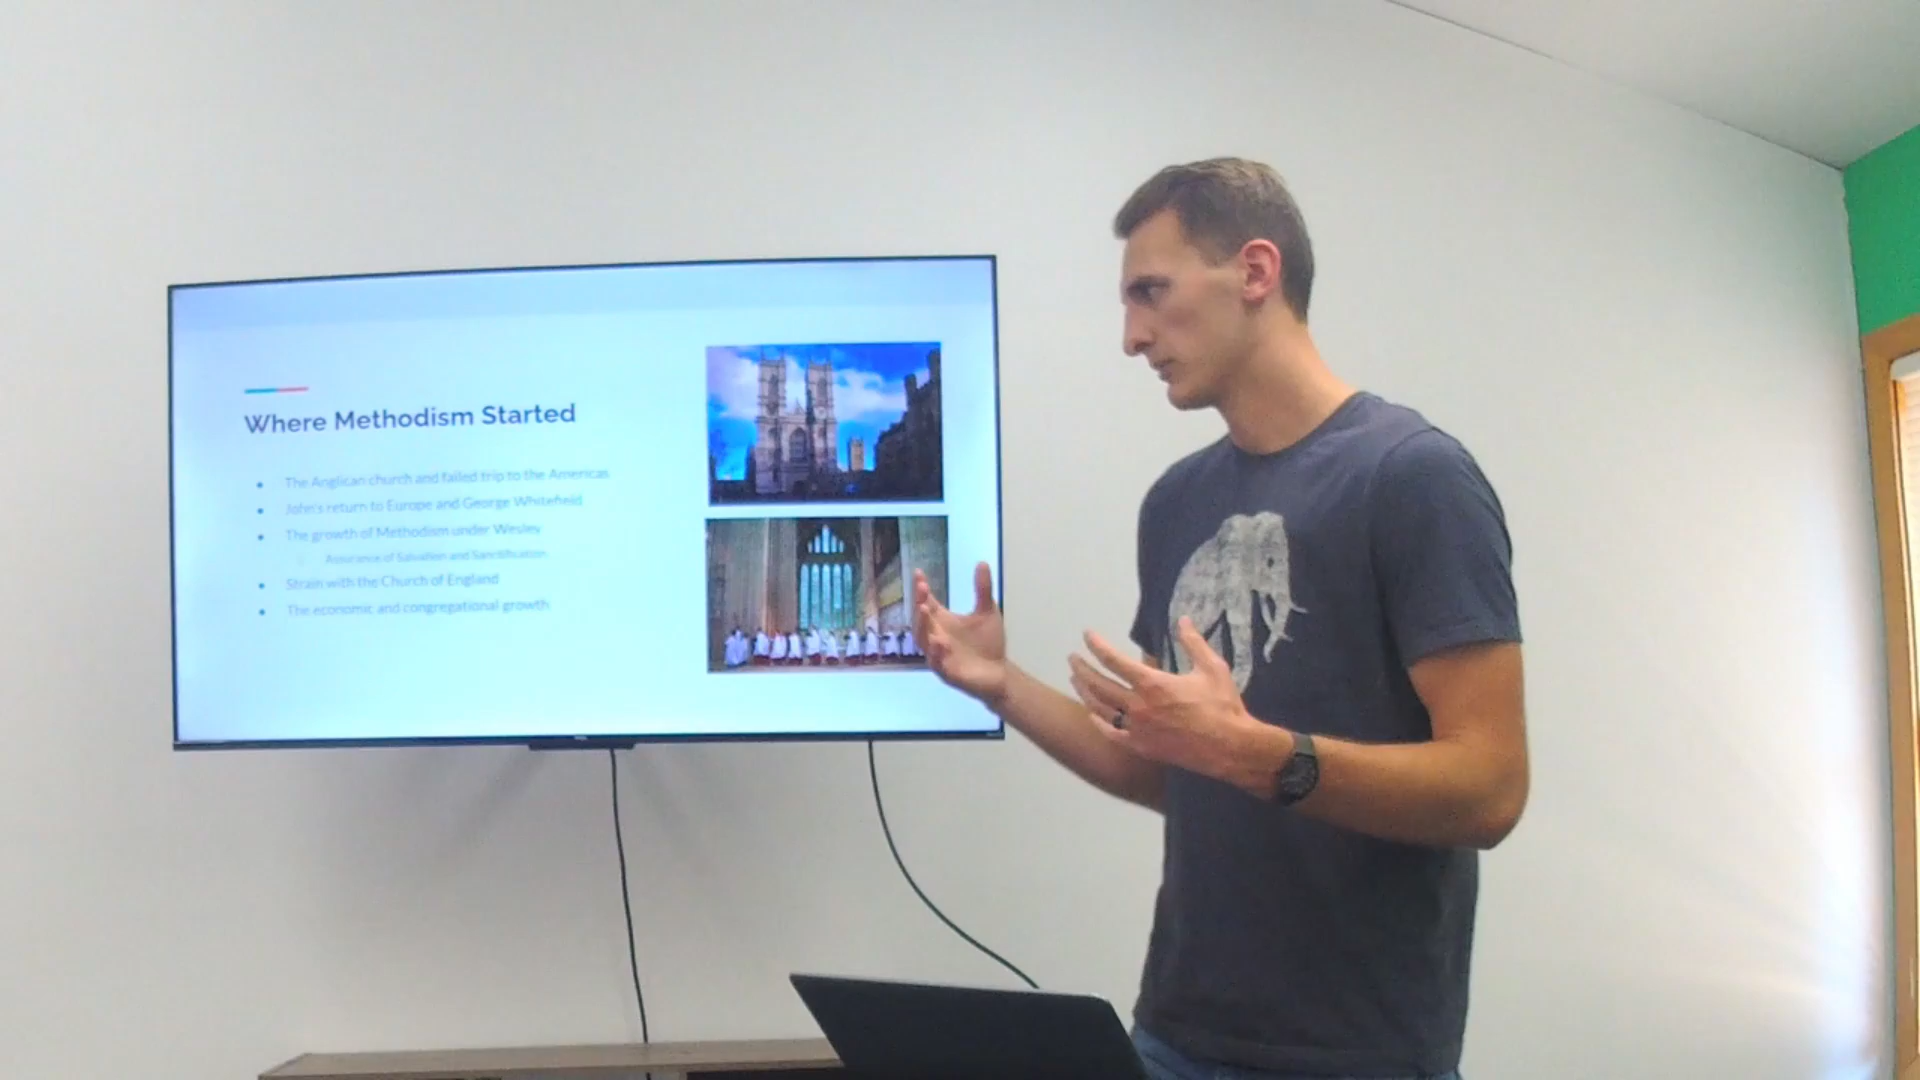 Where Methodism Started
The Anglican church and failed trip to the Americas
John's return to Europe and George Whitefield
The growth of Methodism under Wesley
Assurance of Salvation and Sanctification
Strain with the Church of England
The economic and congregational growth